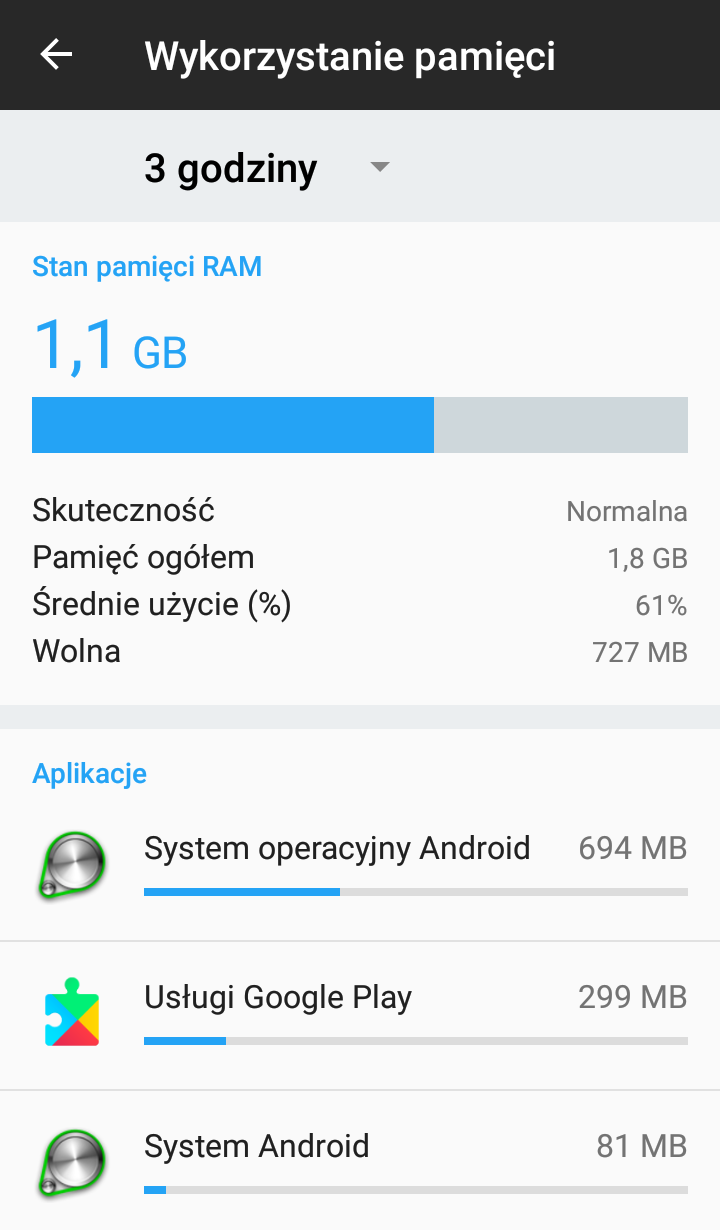 Wykorzystanie pamięci
3 godziny
Stan pamięci RAM
1,1 GB
Skuteczność Normalna
Pamięć ogółem 1,8 GB
Średnie użycie (%) 61%
Wolna 727 MB
Aplikacje
System operacyjny Android 694 MB
Usługi Google Play 299 MB
System Android 81 MB